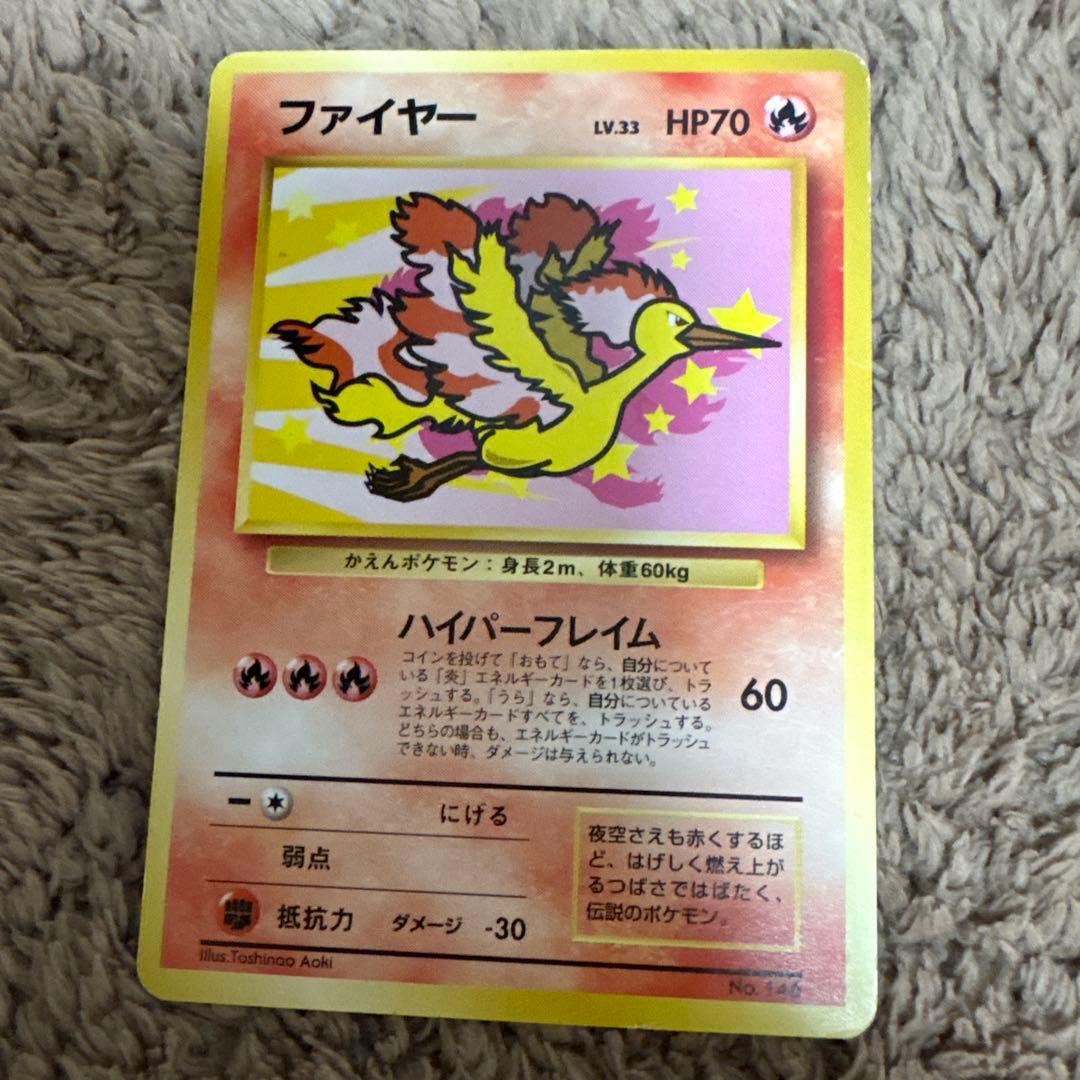 ファイヤー LV.33 HP70
かえんポケモン：身長2m、体重60kg
ハイパーフレイム
コインを投げて「おもて」なら、自分について
いる「炎」エネルギーカードを1枚選び、トラ
ッシュする。「うら」なら、自分についている
エネルギーカードすべてを、トラッシュする。
どちらの場合も、エネルギーカードがトラッシュ
できない時、ダメージは与えられない。
60
にげる
弱点
抵抗力 ダメージ -30
夜空さえも赤くするほ
ど、はげしく燃え上が
るつばさではばたく、
伝説のポケモン。
Illus.Toshinao Aoki
No.146